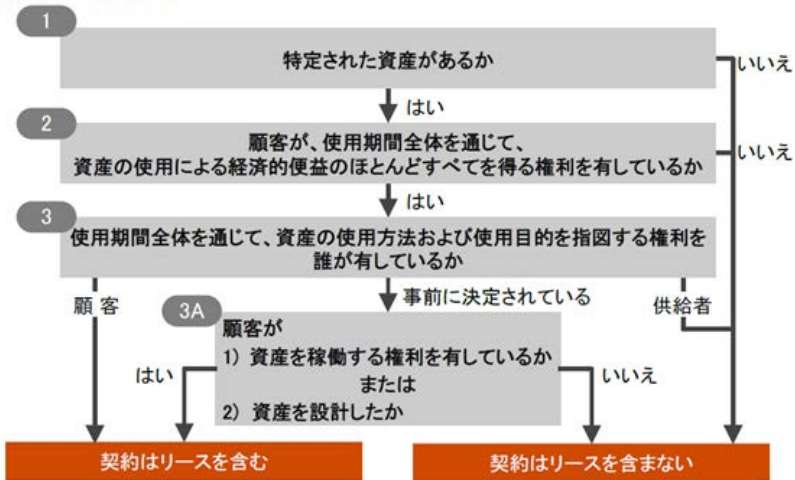 1
特定された資産があるか
いいえ
はい
2
顧客が、使用期間全体を通じて、
資産の使用による経済的便益のほとんどすべてを得る権利を有しているか
いいえ
はい
3
使用期間全体を通じて、資産の使用方法および使用目的を指図する権利を
誰が有しているか
顧 客
事前に決定されている
供給者
3A
顧客が
1) 資産を稼働する権利を有しているか
または
2) 資産を設計したか
はい
いいえ
契約はリースを含む
契約はリースを含まない